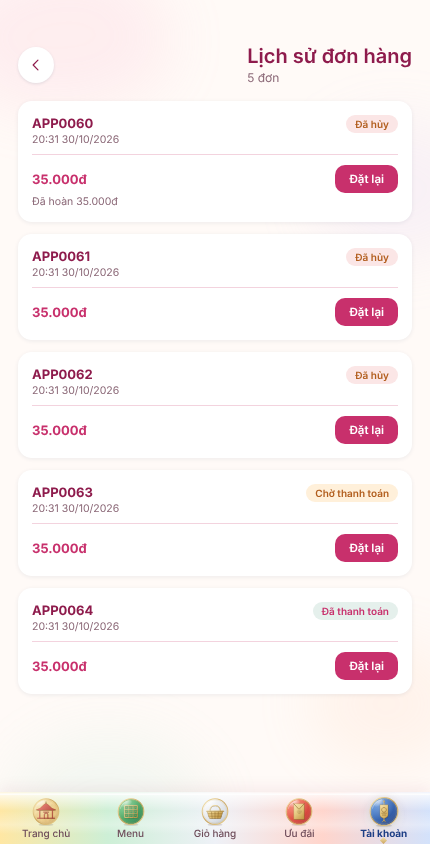 Lịch sử đơn hàng
5 đơn
APP0060
Đã hủy
20:31 30/10/2026
35.000đ
Đặt lại
Đã hoàn 35.000đ
APP0061
Đã hủy
20:31 30/10/2026
35.000đ
Đặt lại
APP0062
Đã hủy
20:31 30/10/2026
35.000đ
Đặt lại
APP0063
Chờ thanh toán
20:31 30/10/2026
35.000đ
Đặt lại
APP0064
Đã thanh toán
20:31 30/10/2026
35.000đ
Đặt lại
Trang chủ
Menu
Giỏ hàng
Ưu đãi
Tài khoản